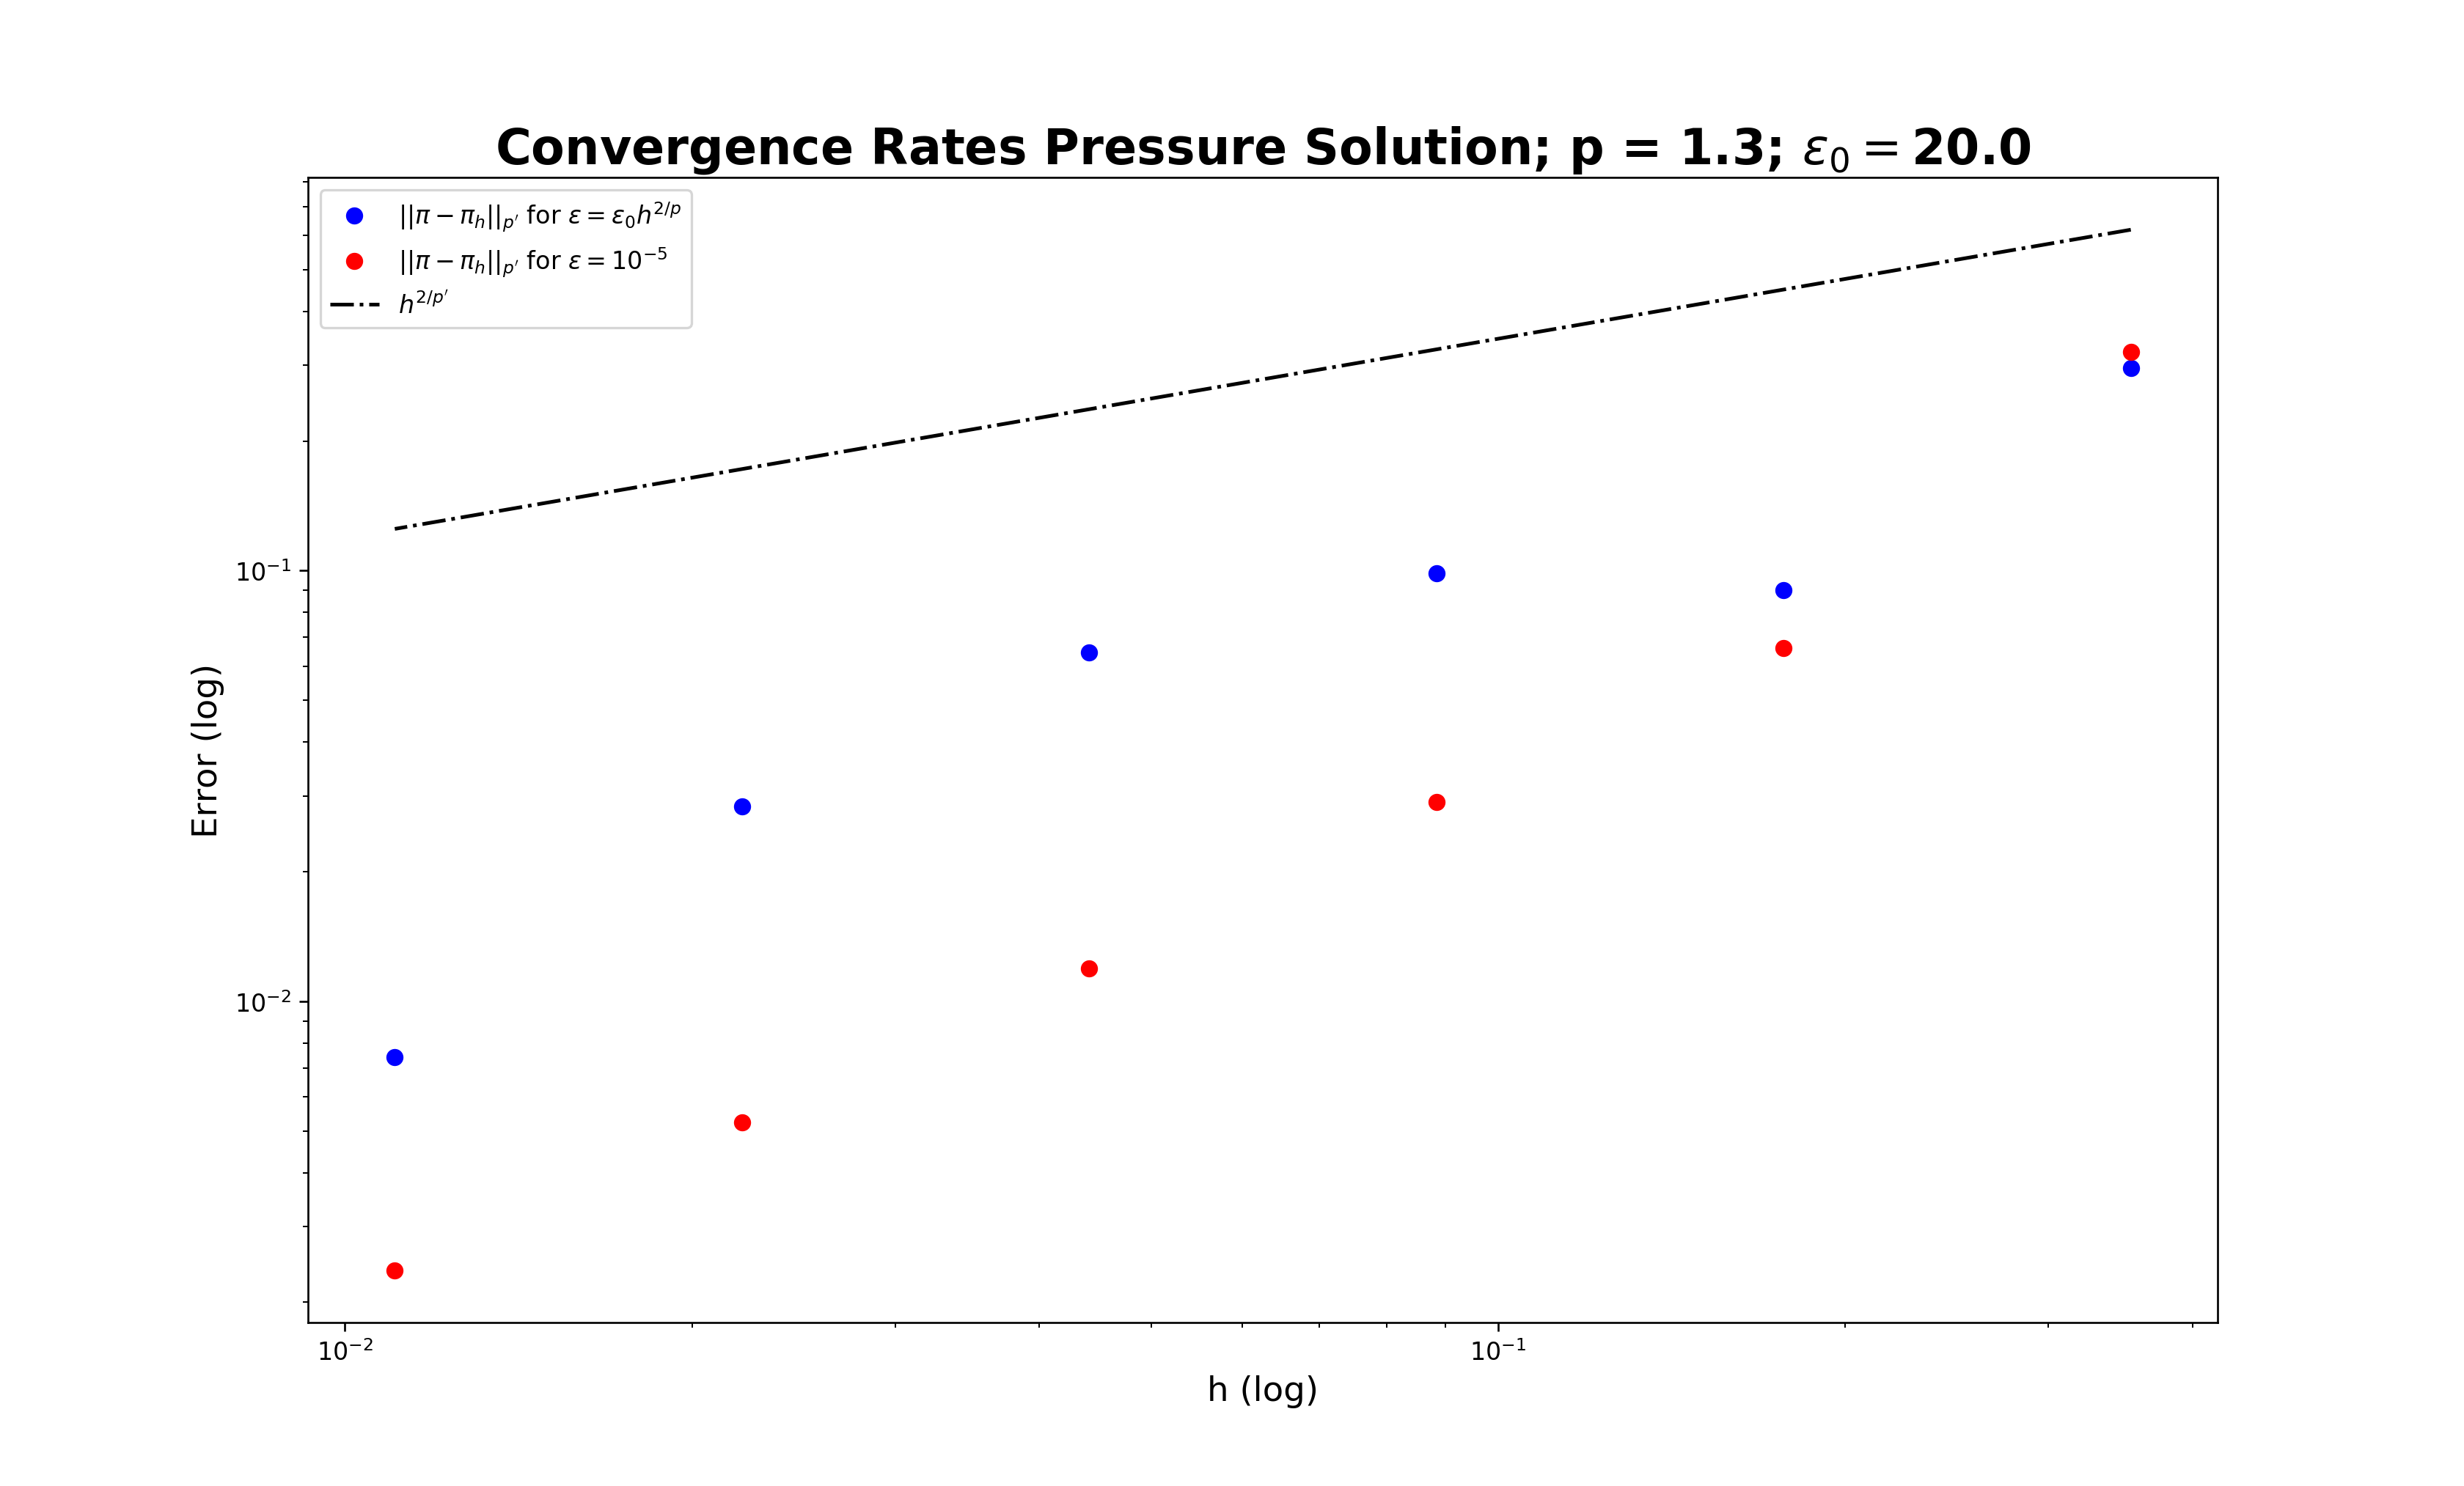 Convergence Rates Pressure Solution; p = 1.3; ε₀ = 20.0
||π − πₕ||ₚ′ for ε = ε₀h^{2/p}
||π − πₕ||ₚ′ for ε = 10⁻⁵
h^{2/p′}
Error (log)
10⁻¹
10⁻²
10⁻²
10⁻¹
h (log)